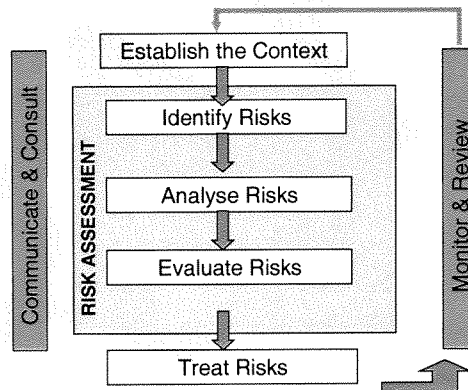 Establish the Context
Communicate & Consult
RISK ASSESSMENT
Identify Risks
Analyse Risks
Evaluate Risks
Treat Risks
Monitor & Review